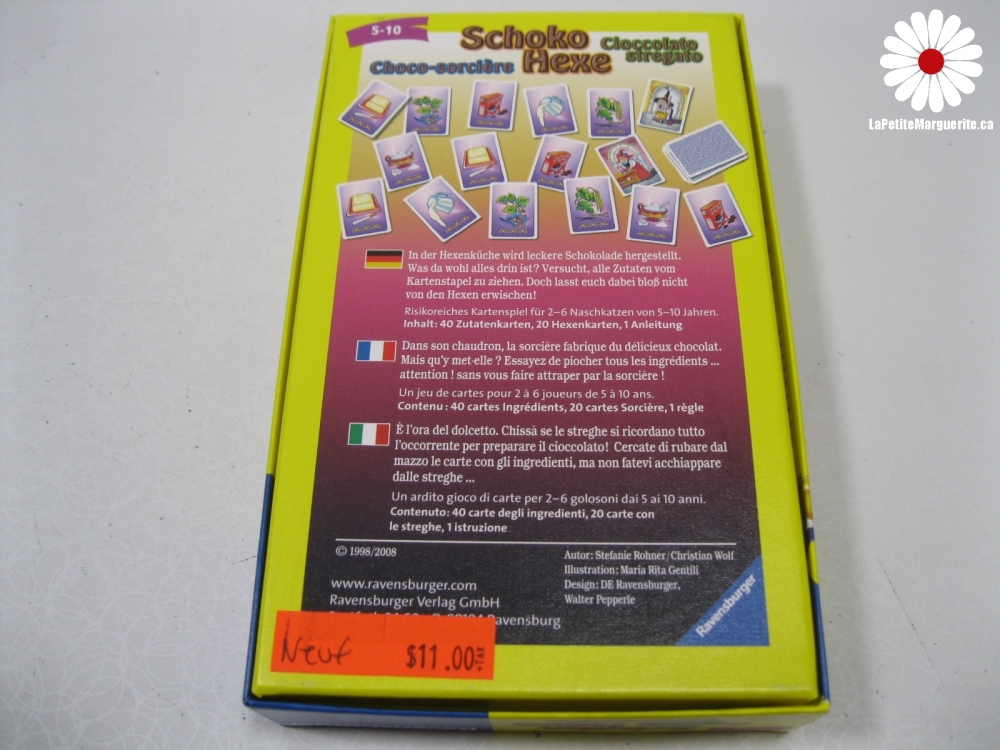 5-10
Schoko Hexe
Choco-sorcière
Cioccolato stregato
LaPetiteMarguerite.ca
In der Hexenküche wird leckere Schokolade hergestellt.
Was da wohl alles drin ist? Versucht, alle Zutaten vom
Kartenstapel zu ziehen. Doch lasst euch dabei bloß nicht
von den Hexen erwischen!
Risikoreiches Kartenspiel für 2–6 Naschkatzen von 5–10 Jahren.
Inhalt: 40 Zutatenkarten, 20 Hexenkarten, 1 Anleitung
Dans son chaudron, la sorcière fabrique du délicieux chocolat.
Mais qu'y met-elle ? Essayez de piocher tous les ingrédients ...
attention ! sans vous faire attraper par la sorcière !
Un jeu de cartes pour 2 à 6 joueurs de 5 à 10 ans.
Contenu : 40 cartes Ingrédients, 20 cartes Sorcière, 1 règle
È l'ora del dolcetto. Chissà se le streghe si ricordano tutto
l'occorrente per preparare il cioccolato! Cercate di rubare dal
mazzo le carte con gli ingredienti, ma non fatevi acchiappare
dalle streghe ...
Un ardito gioco di carte per 2–6 golosoni dai 5 ai 10 anni.
Contenuto: 40 carte degli ingredienti, 20 carte con
le streghe, 1 istruzione
© 1998/2008
Autor: Stefanie Rohner/Christian Wolf
Illustration: Maria Rita Gentili
Design: DE Ravensburger,
Walter Pepperle
www.ravensburger.com
Ravensburger Verlag GmbH
Ravensburg
Ravensburger
Neuf $11.00 +TAX